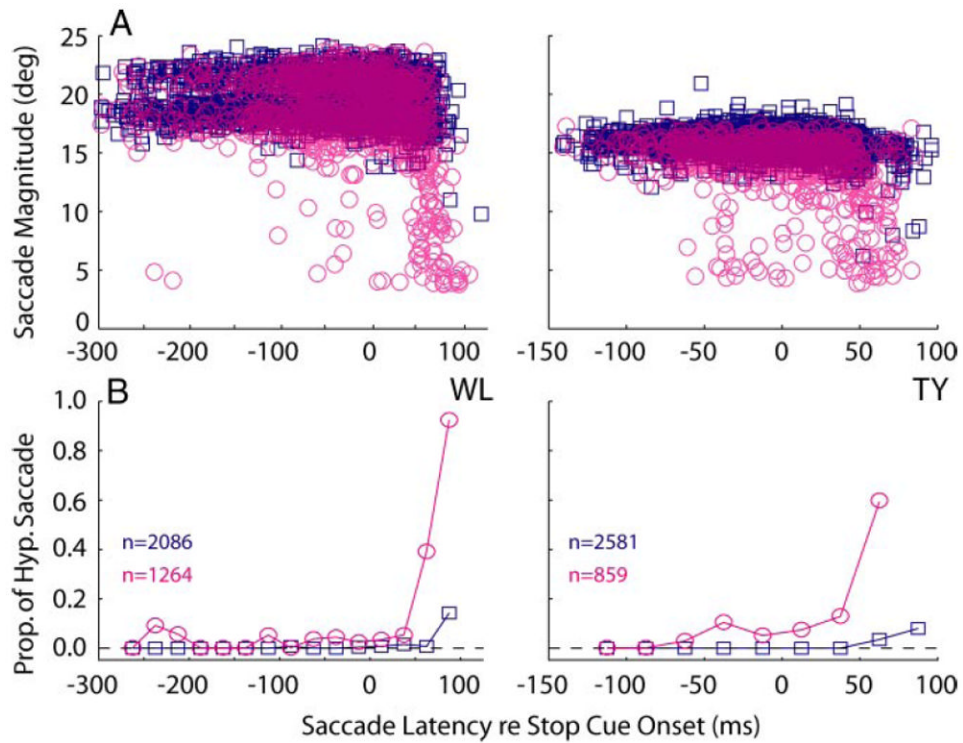 A
Saccade Magnitude (deg)
25
20
15
10
5
0
-300 -200 -100 0 100
-150 -100 -50 0 50 100
B
WL
TY
Prop. of Hyp. Saccade
1.0
0.8
0.6
0.4
0.2
0.0
n=2086
n=1264
n=2581
n=859
-300 -200 -100 0 100
-150 -100 -50 0 50 100
Saccade Latency re Stop Cue Onset (ms)